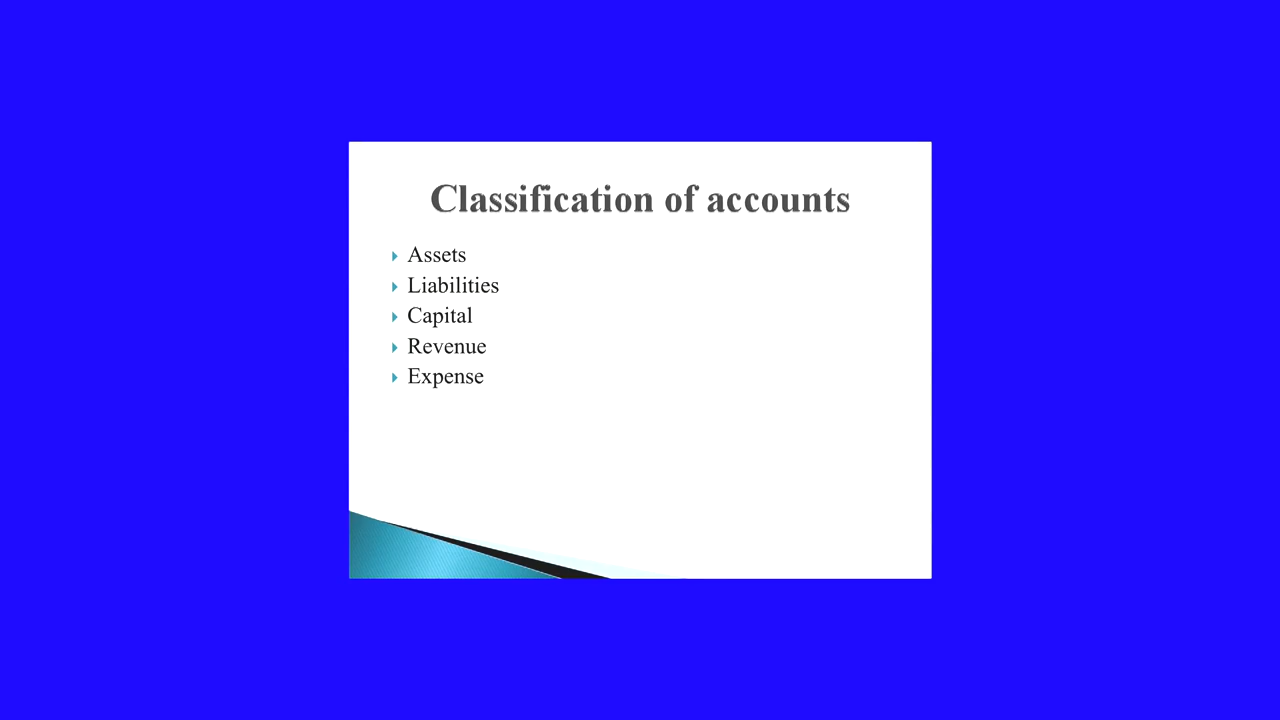 Classification of accounts
Assets
Liabilities
Capital
Revenue
Expense